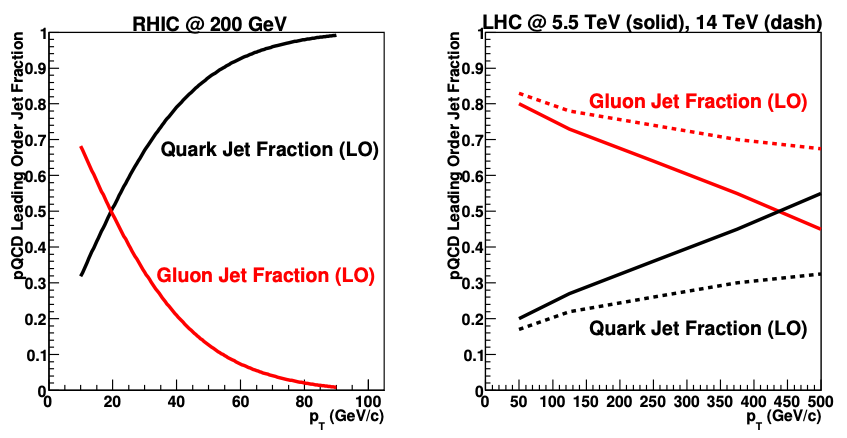 RHIC @ 200 GeV
pQCD Leading Order Jet Fraction
1
0.9
0.8
0.7
0.6
0.5
0.4
0.3
0.2
0.1
0
Quark Jet Fraction (LO)
Gluon Jet Fraction (LO)
0 20 40 60 80 100
pT (GeV/c)
LHC @ 5.5 TeV (solid), 14 TeV (dash)
pQCD Leading Order Jet Fraction
1
0.9
0.8
0.7
0.6
0.5
0.4
0.3
0.2
0.1
0
Gluon Jet Fraction (LO)
Quark Jet Fraction (LO)
0 50 100 150 200 250 300 350 400 450 500
pT (GeV/c)